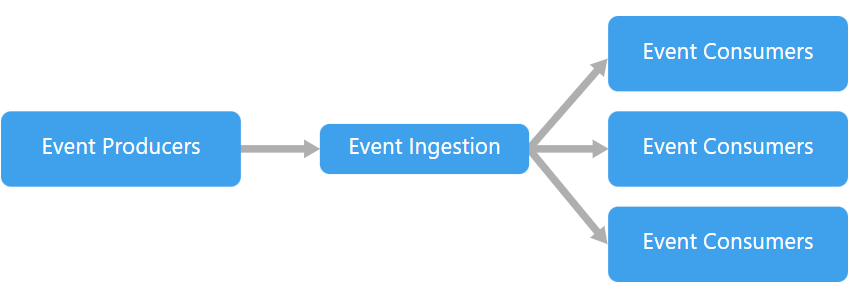 Event Consumers
Event Producers
Event Ingestion
Event Consumers
Event Consumers